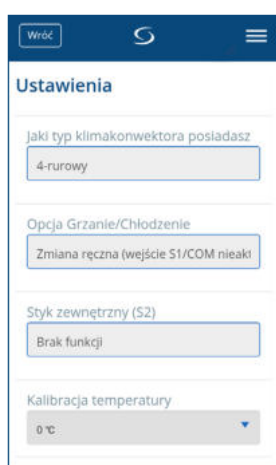 Wróć
Ustawienia
Jaki typ klimakonwektora posiadasz
4-rurowy
Opcja Grzanie/Chłodzenie
Zmiana ręczna (wejście S1/COM nieakt
Styk zewnętrzny (S2)
Brak funkcji
Kalibracja temperatury
0 °C